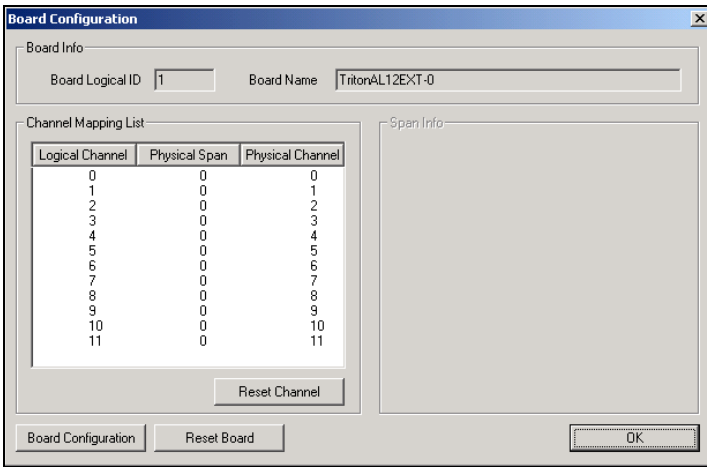 Board Configuration
Board Info
Board Logical ID 1 Board Name TritonAL12EXT-0
Channel Mapping List
Logical Channel Physical Span Physical Channel
0 0 0
1 0 1
2 0 2
3 0 3
4 0 4
5 0 5
6 0 6
7 0 7
8 0 8
9 0 9
10 0 10
11 0 11
Reset Channel
Span Info
Board Configuration Reset Board OK